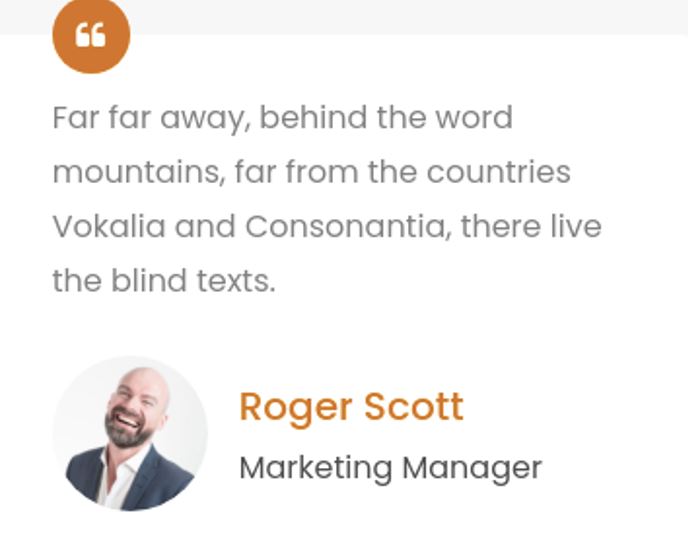 Far far away, behind the word
mountains, far from the countries
Vokalia and Consonantia, there live
the blind texts.
Roger Scott
Marketing Manager